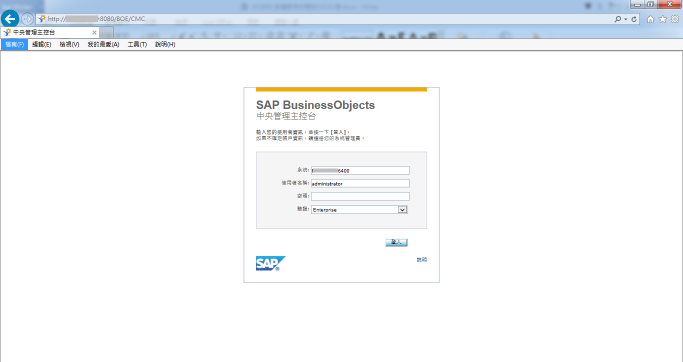 http://
:8080/BOE/CMC
中央管理主控台
檔案(F) 編輯(E) 檢視(V) 我的最愛(A) 工具(T) 說明(H)
SAP BusinessObjects
中央管理主控台
輸入您的使用者資訊，並按一下 [登入]。
如果不確定帳戶資訊，請連絡您的系統管理員。
系統:
6400
使用者名稱: administrator
密碼:
驗證: Enterprise
登入
SAP
說明